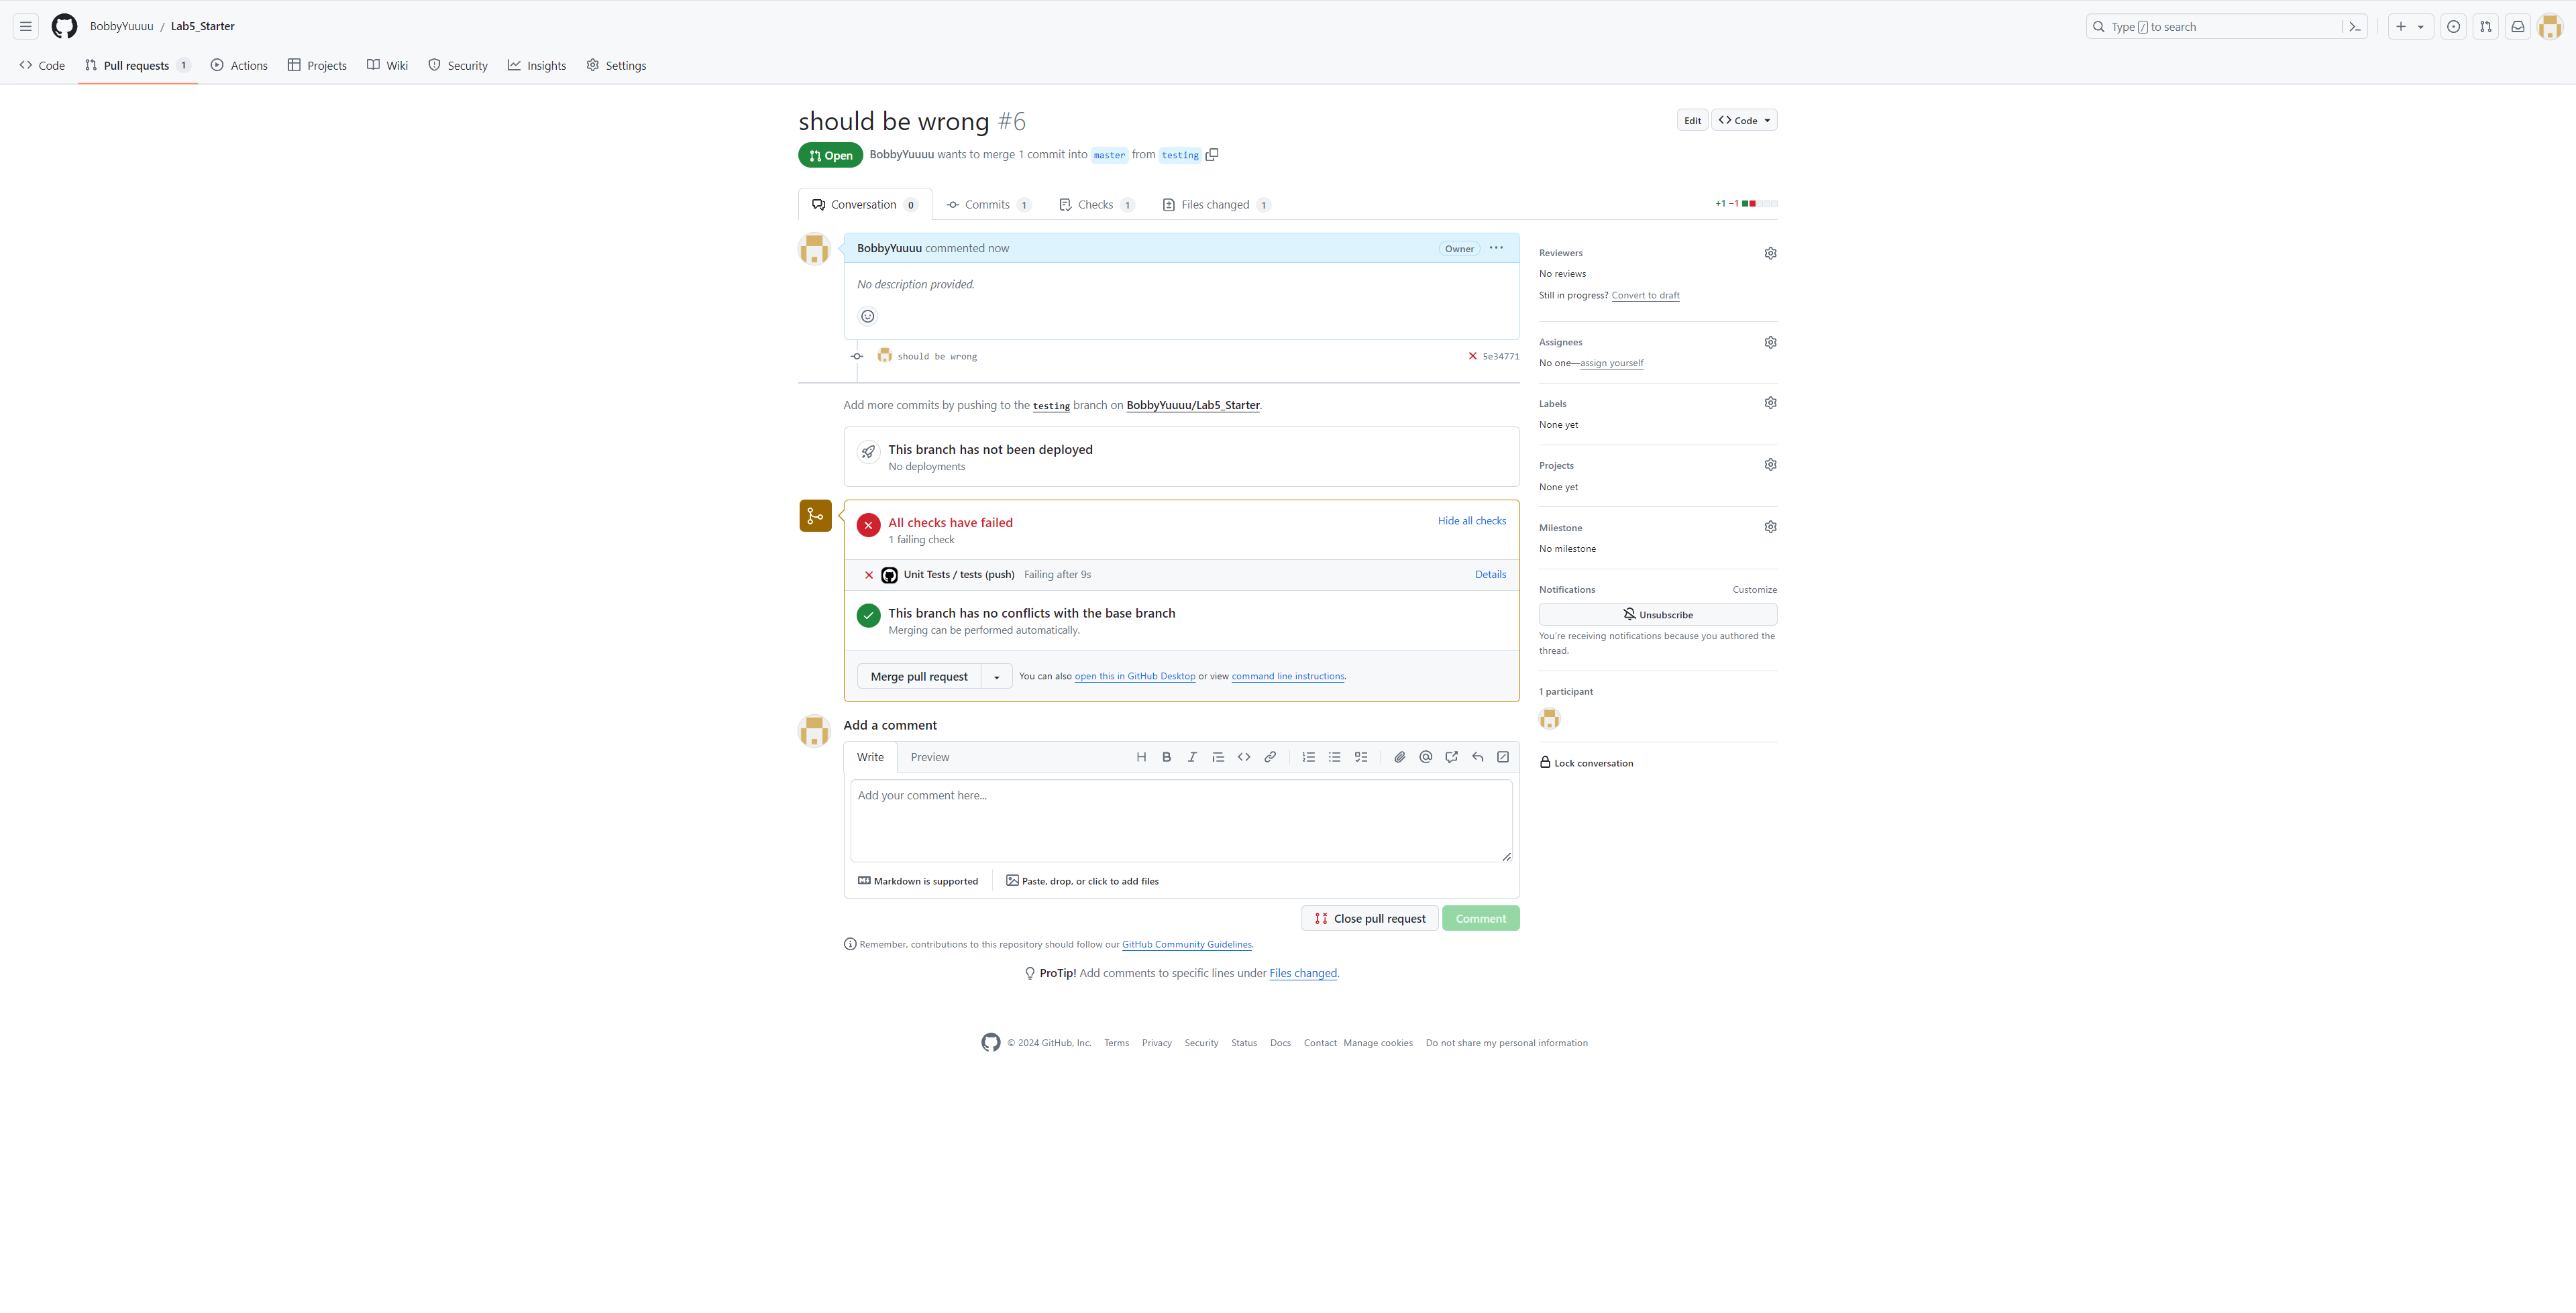 BobbyYuuuu / Lab5_Starter
Type / to search
Code
Pull requests 1
Actions
Projects
Wiki
Security
Insights
Settings
should be wrong #6
Edit
Code
Open
BobbyYuuuu wants to merge 1 commit into master from testing
Conversation 0
Commits 1
Checks 1
Files changed 1
+1 −1
BobbyYuuuu commented now
Owner
No description provided.
should be wrong
5e34771
Add more commits by pushing to the testing branch on BobbyYuuuu/Lab5_Starter.
This branch has not been deployed
No deployments
All checks have failed
Hide all checks
1 failing check
Unit Tests / tests (push) Failing after 9s
Details
This branch has no conflicts with the base branch
Merging can be performed automatically.
Merge pull request
You can also open this in GitHub Desktop or view command line instructions.
Add a comment
Write
Preview
Add your comment here...
Markdown is supported
Paste, drop, or click to add files
Close pull request
Comment
Remember, contributions to this repository should follow our GitHub Community Guidelines.
ProTip! Add comments to specific lines under Files changed.
Reviewers
No reviews
Still in progress? Convert to draft
Assignees
No one—assign yourself
Labels
None yet
Projects
None yet
Milestone
No milestone
Notifications
Customize
Unsubscribe
You're receiving notifications because you authored the
thread.
1 participant
Lock conversation
© 2024 GitHub, Inc.
Terms
Privacy
Security
Status
Docs
Contact
Manage cookies
Do not share my personal information